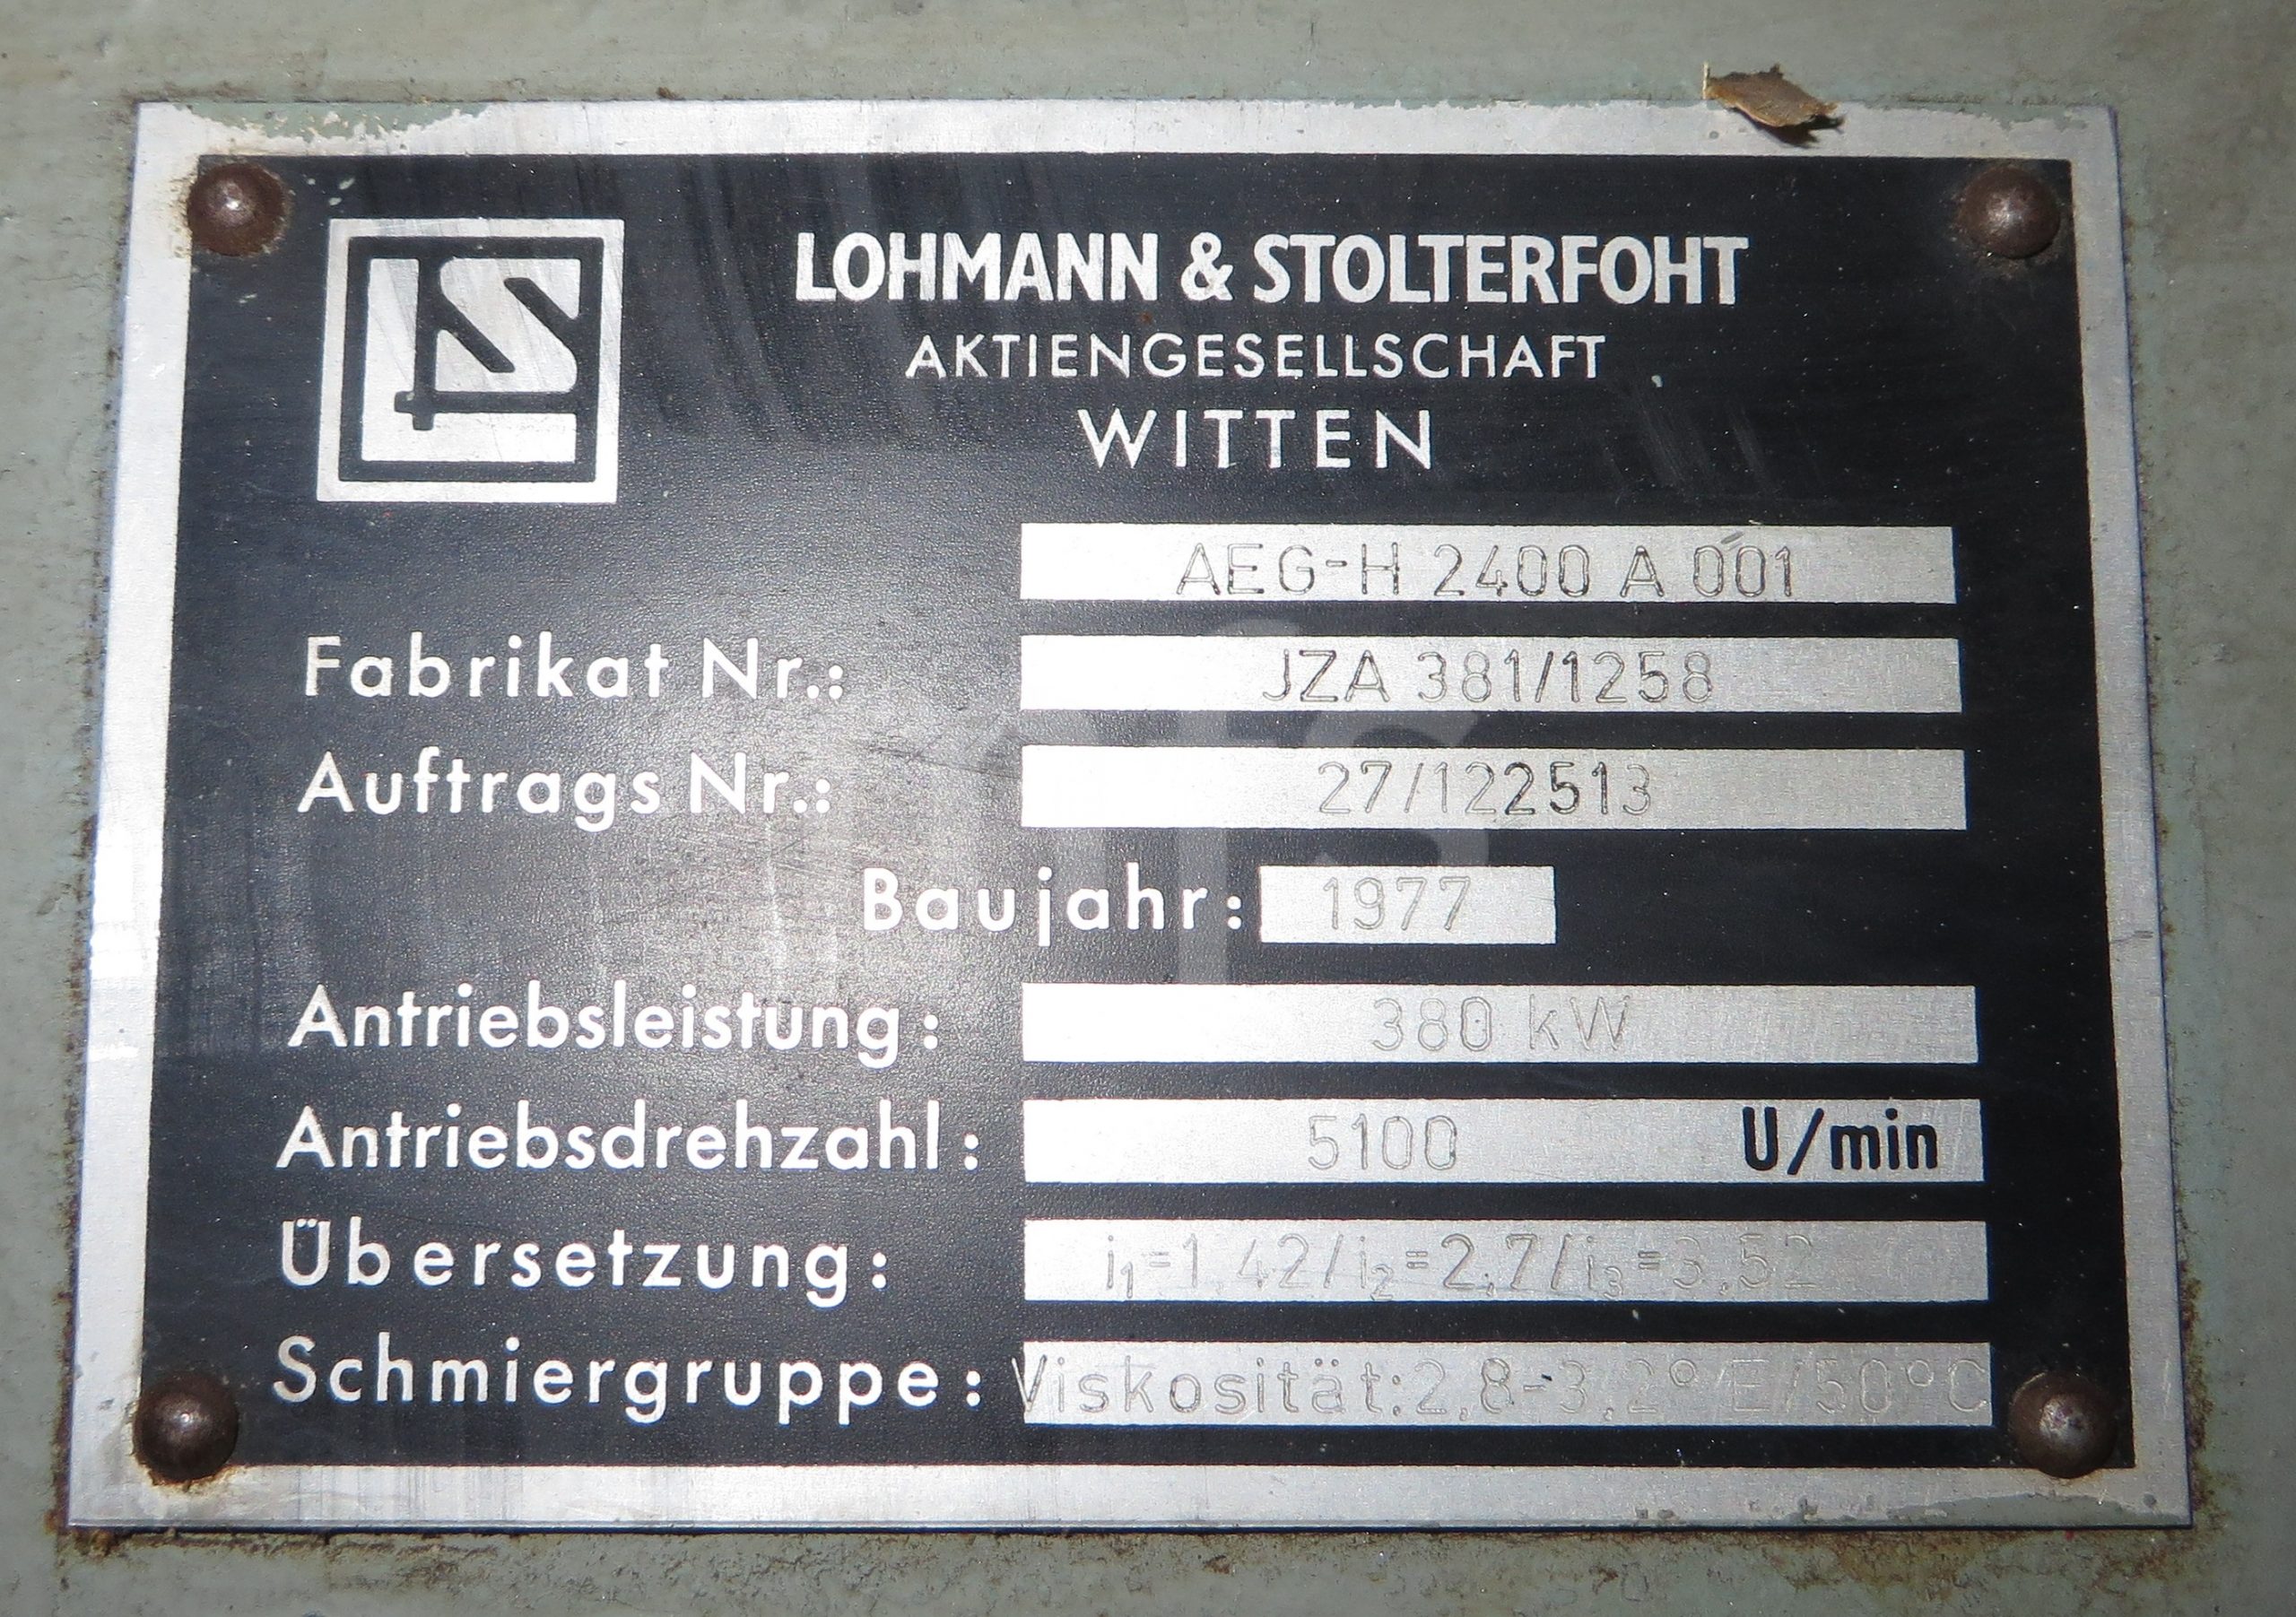 LS
LOHMANN & STOLTERFOHT
AKTIENGESELLSCHAFT
WITTEN
AEG-H 2400 A 001
Fabrikat Nr.: JZA 381/1258
Auftrags Nr.: 27/122513
Baujahr: 1977
Antriebsleistung: 380 kW
Antriebsdrehzahl: 5100 U/min
Übersetzung: i₁=1,42/i₂=2,7/i₃=3,52
Schmiergruppe: Viskosität:2,8-3,2° E/50°C